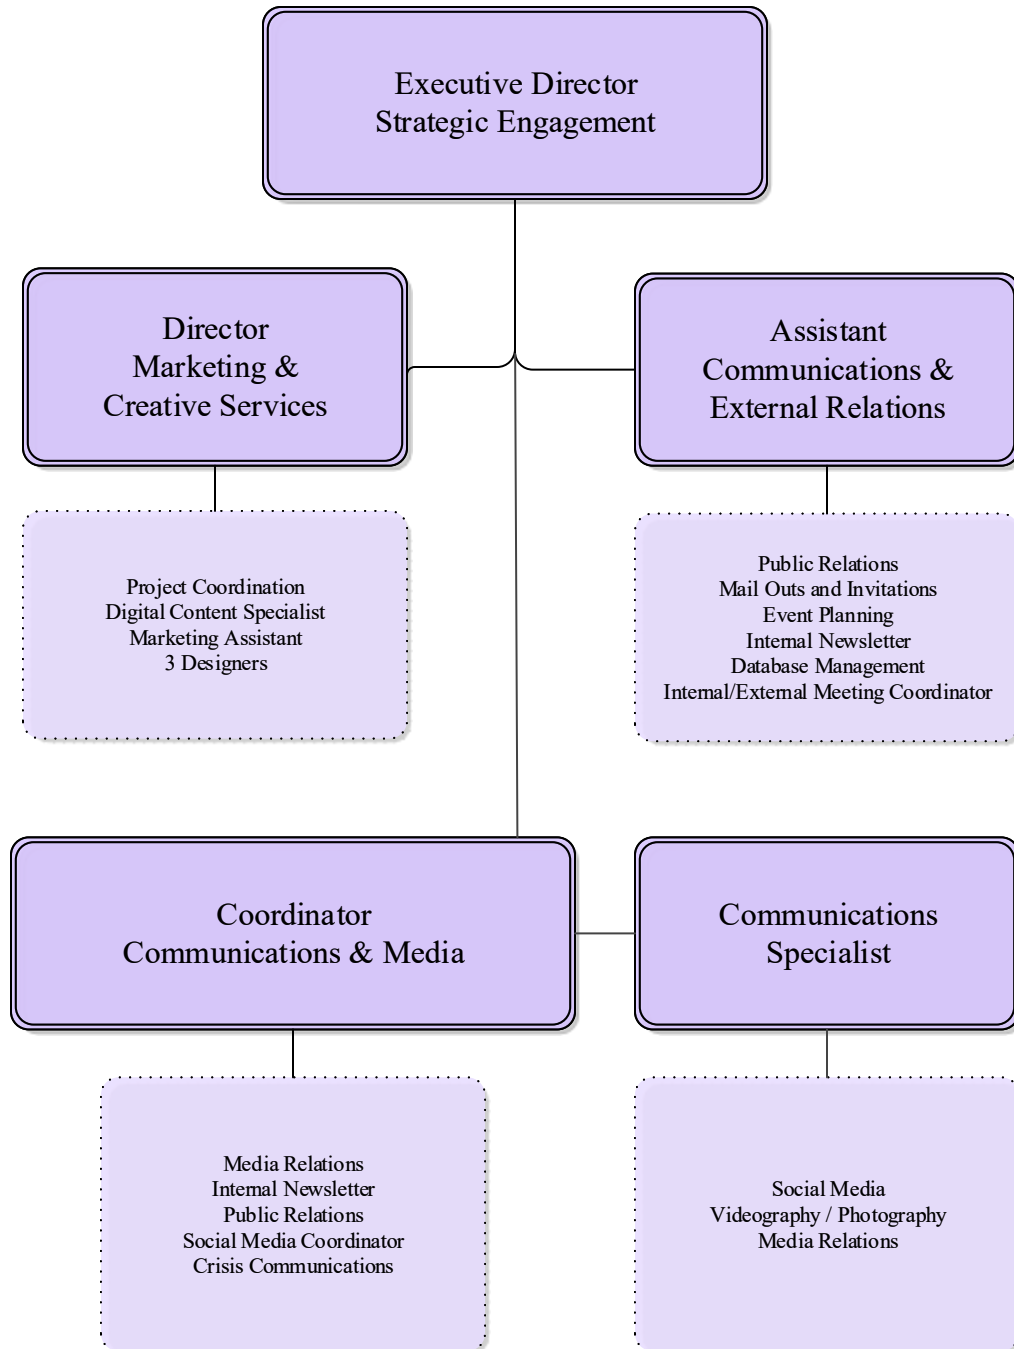 Executive Director
Strategic Engagement
Director
Marketing &
Creative Services
Assistant
Communications &
External Relations
Project Coordination
Digital Content Specialist
Marketing Assistant
3 Designers
Public Relations
Mail Outs and Invitations
Event Planning
Internal Newsletter
Database Management
Internal/External Meeting Coordinator
Coordinator
Communications & Media
Communications
Specialist
Media Relations
Internal Newsletter
Public Relations
Social Media Coordinator
Crisis Communications
Social Media
Videography / Photography
Media Relations